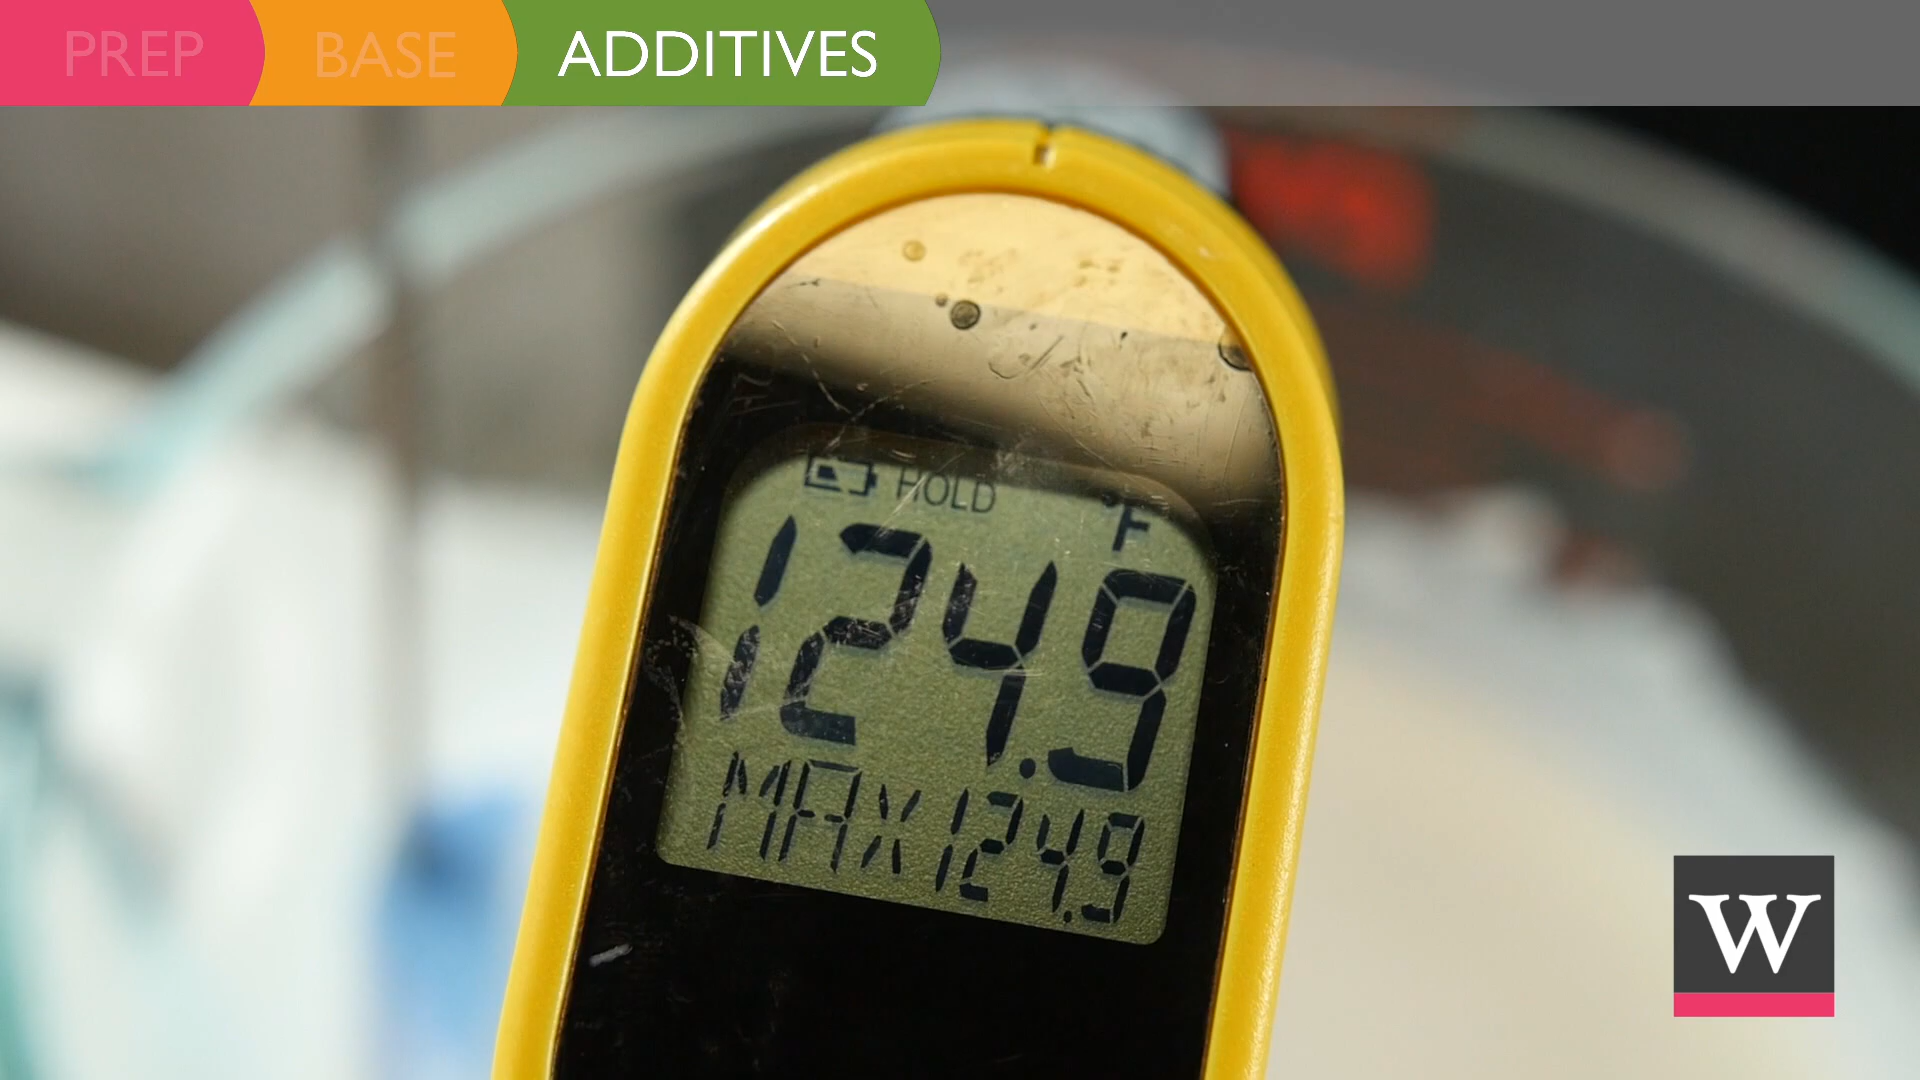 PREP BASE ADDITIVES
HOLD °F
124.9
MAX 124.9
W